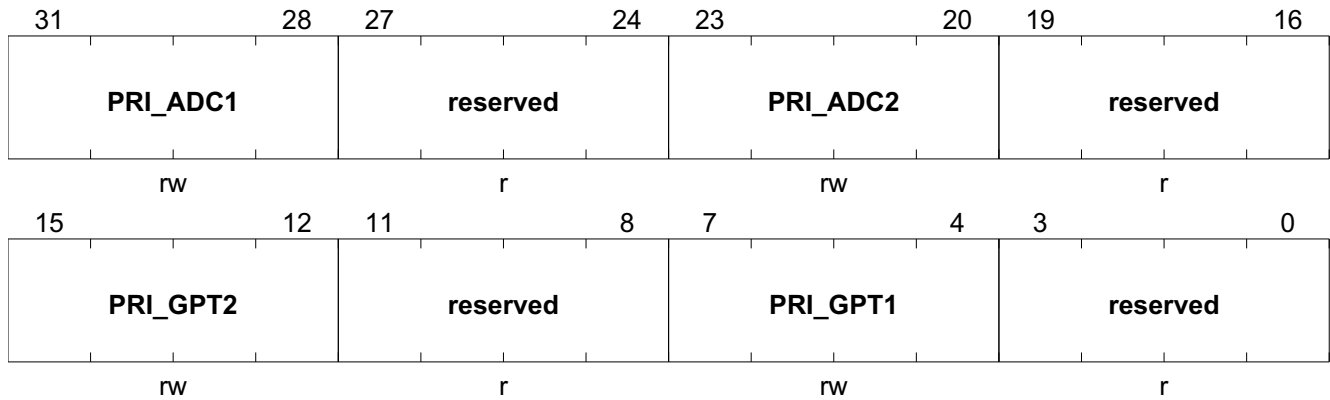 31 28 27 24 23 20 19 16
PRI_ADC1 reserved PRI_ADC2 reserved
rw r rw r
15 12 11 8 7 4 3 0
PRI_GPT2 reserved PRI_GPT1 reserved
rw r rw r